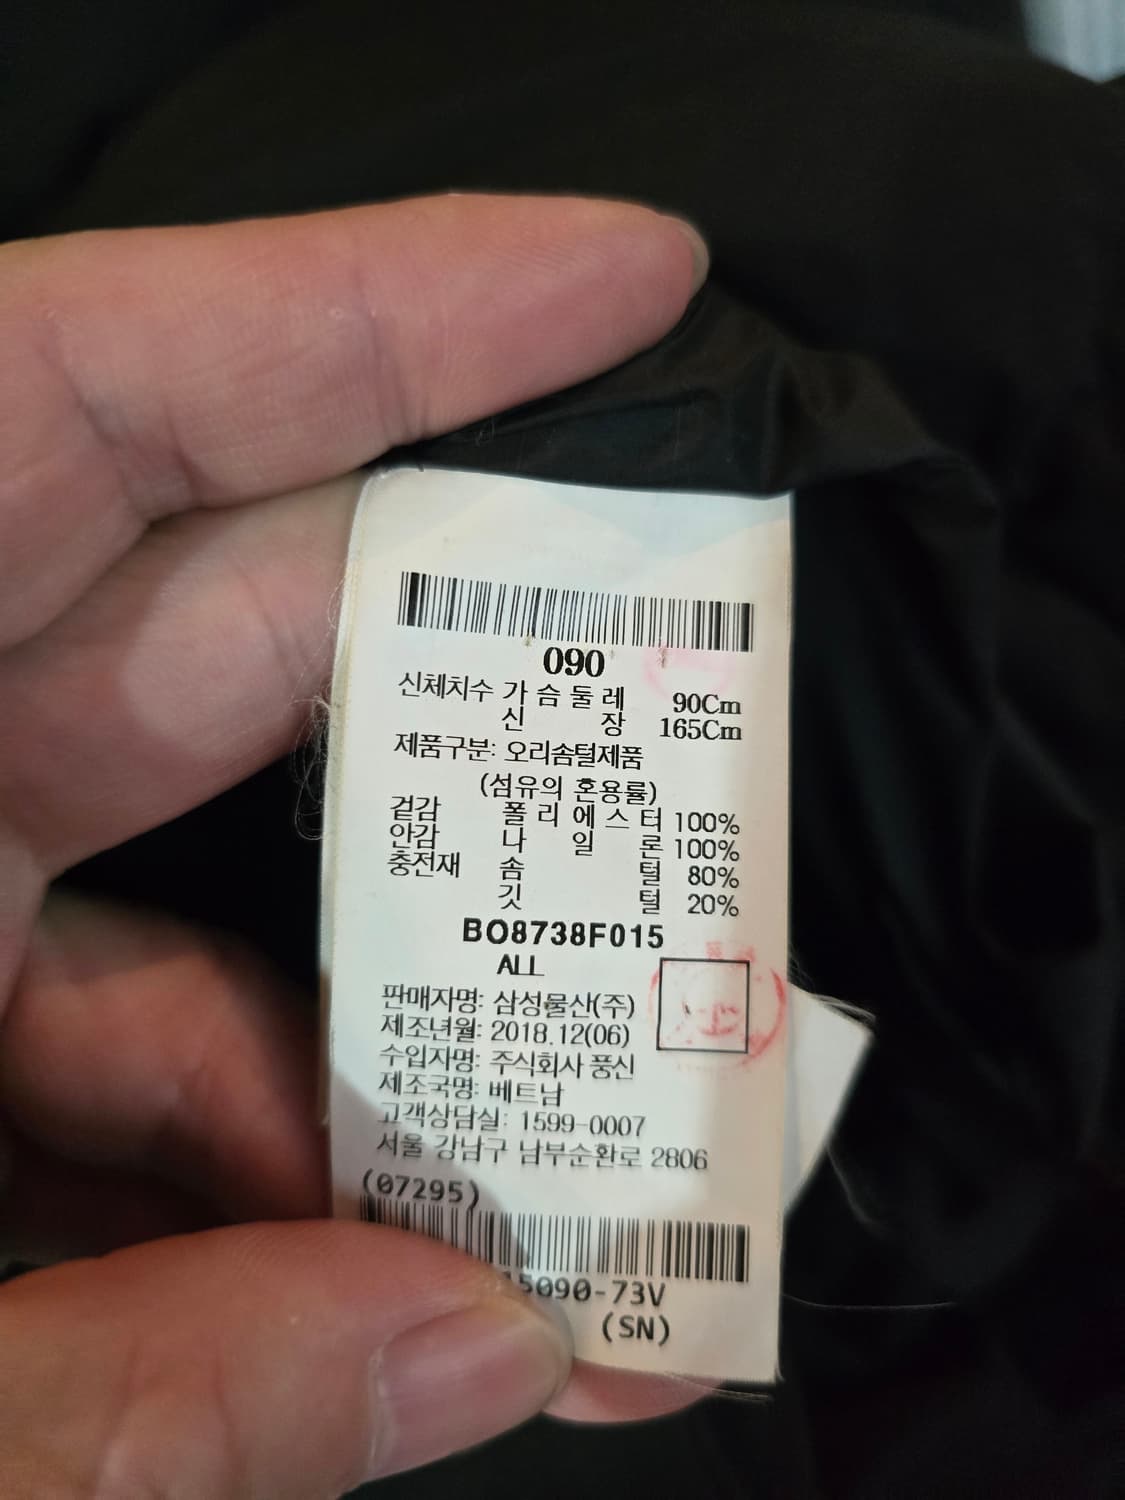 090
신체치수 가 슴 둘 레 90Cm
신 장 165Cm
제품구분: 오리솜털제품
(섬유의 혼용률)
겉감 폴 리 에 스 터 100%
안감 나 일 론 100%
충전재 솜 털 80%
깃 털 20%
BO8738F015
ALL
판매자명: 삼성물산(주)
제조년월: 2018.12(06)
수입자명: 주식회사 풍신
제조국명: 베트남
고객상담실: 1599-0007
서울 강남구 남부순환로 2806
(07295)
15090-73V
(SN)